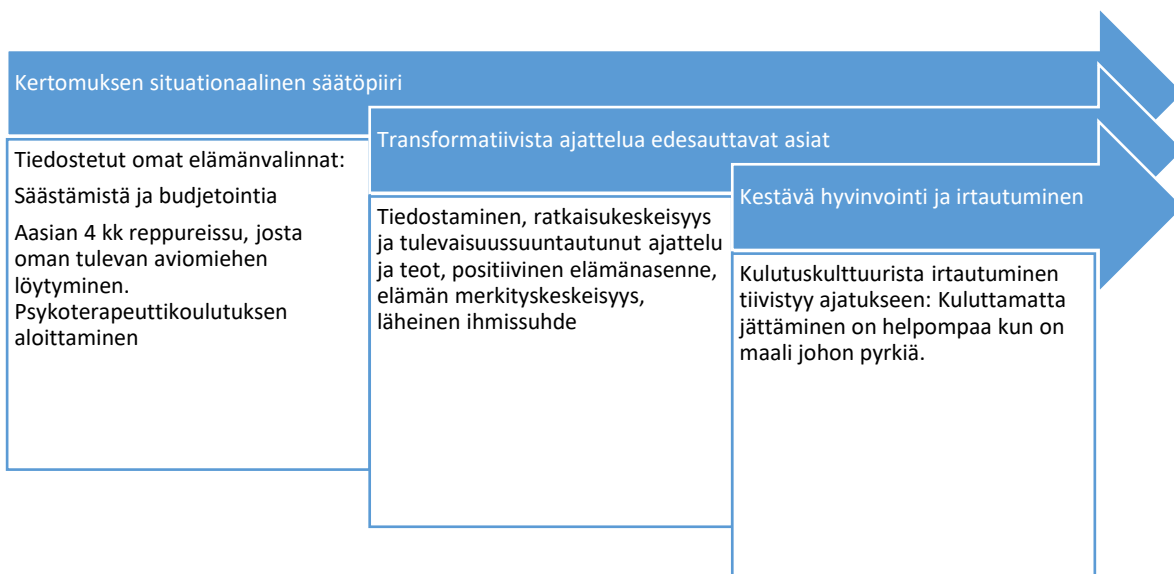 Kertomuksen situationaalinen säätöpiiri
Tiedostetut omat elämänvalinnat:
Säästämistä ja budjetointia
Aasian 4 kk reppureissu, josta
oman tulevan aviomiehen
löytyminen.
Psykoterapeuttikoulutuksen
aloittaminen
Transformatiivista ajattelua edesauttavat asiat
Tiedostaminen, ratkaisukeskeisyys
ja tulevaisuussuuntautunut ajattelu
ja teot, positiivinen elämänasenne,
elämän merkityskeskeisyys,
läheinen ihmissuhde
Kestävä hyvinvointi ja irtautuminen
Kulutuskulttuurista irtautuminen
tiivistyy ajatukseen: Kuluttamatta
jättäminen on helpompaa kun on
maali johon pyrkiä.